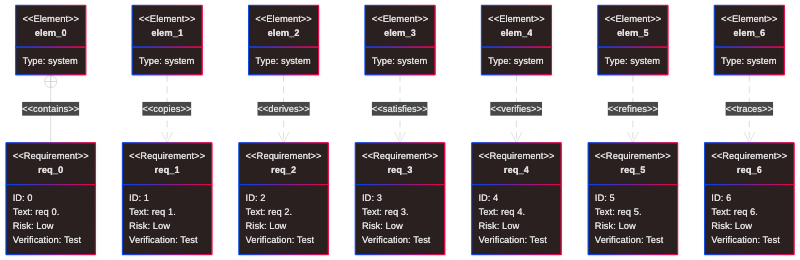 <<Element>>
elem_0
Type: system
<<Element>>
elem_1
Type: system
<<Element>>
elem_2
Type: system
<<Element>>
elem_3
Type: system
<<Element>>
elem_4
Type: system
<<Element>>
elem_5
Type: system
<<Element>>
elem_6
Type: system
<<contains>>
<<copies>>
<<derives>>
<<satisfies>>
<<verifies>>
<<refines>>
<<traces>>
<<Requirement>>
req_0
ID: 0
Text: req 0.
Risk: Low
Verification: Test
<<Requirement>>
req_1
ID: 1
Text: req 1.
Risk: Low
Verification: Test
<<Requirement>>
req_2
ID: 2
Text: req 2.
Risk: Low
Verification: Test
<<Requirement>>
req_3
ID: 3
Text: req 3.
Risk: Low
Verification: Test
<<Requirement>>
req_4
ID: 4
Text: req 4.
Risk: Low
Verification: Test
<<Requirement>>
req_5
ID: 5
Text: req 5.
Risk: Low
Verification: Test
<<Requirement>>
req_6
ID: 6
Text: req 6.
Risk: Low
Verification: Test